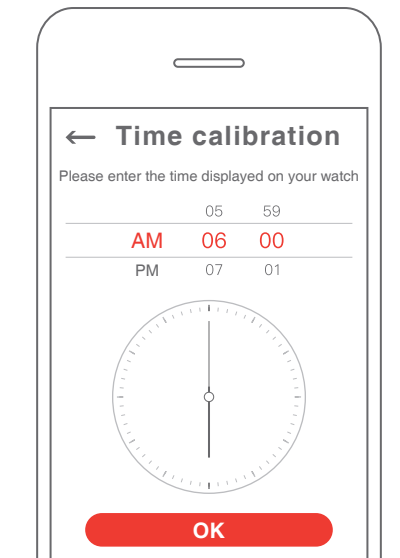 ← Time calibration
Please enter the time displayed on your watch
05 59
AM 06 00
PM 07 01
OK